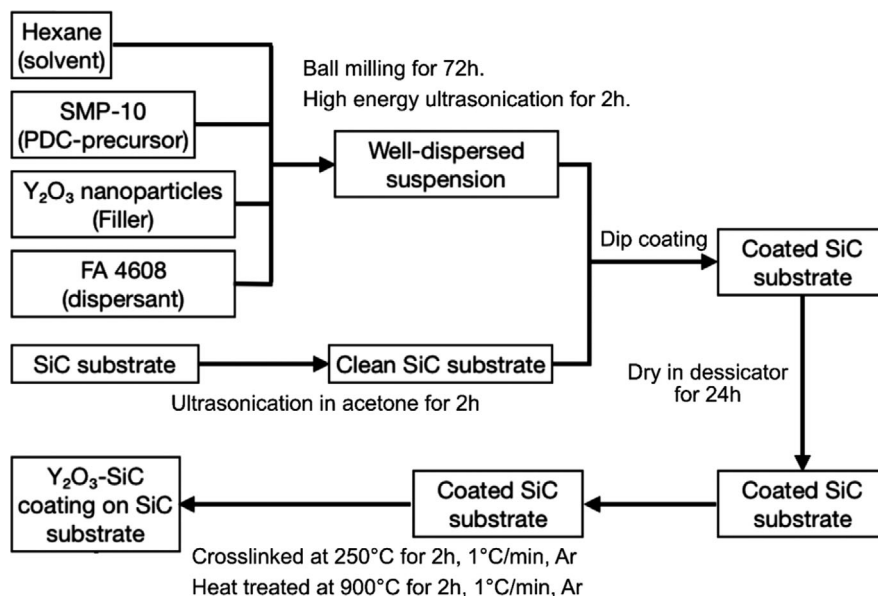 Hexane
(solvent)
SMP-10
(PDC-precursor)
Y₂O₃ nanoparticles
(Filler)
FA 4608
(dispersant)
Ball milling for 72h.
High energy ultrasonication for 2h.
Well-dispersed
suspension
SiC substrate
Clean SiC substrate
Ultrasonication in acetone for 2h
Dip coating
Coated SiC
substrate
Dry in dessicator
for 24h
Coated SiC
substrate
Coated SiC
substrate
Crosslinked at 250°C for 2h, 1°C/min, Ar
Heat treated at 900°C for 2h, 1°C/min, Ar
Y₂O₃-SiC
coating on SiC
substrate